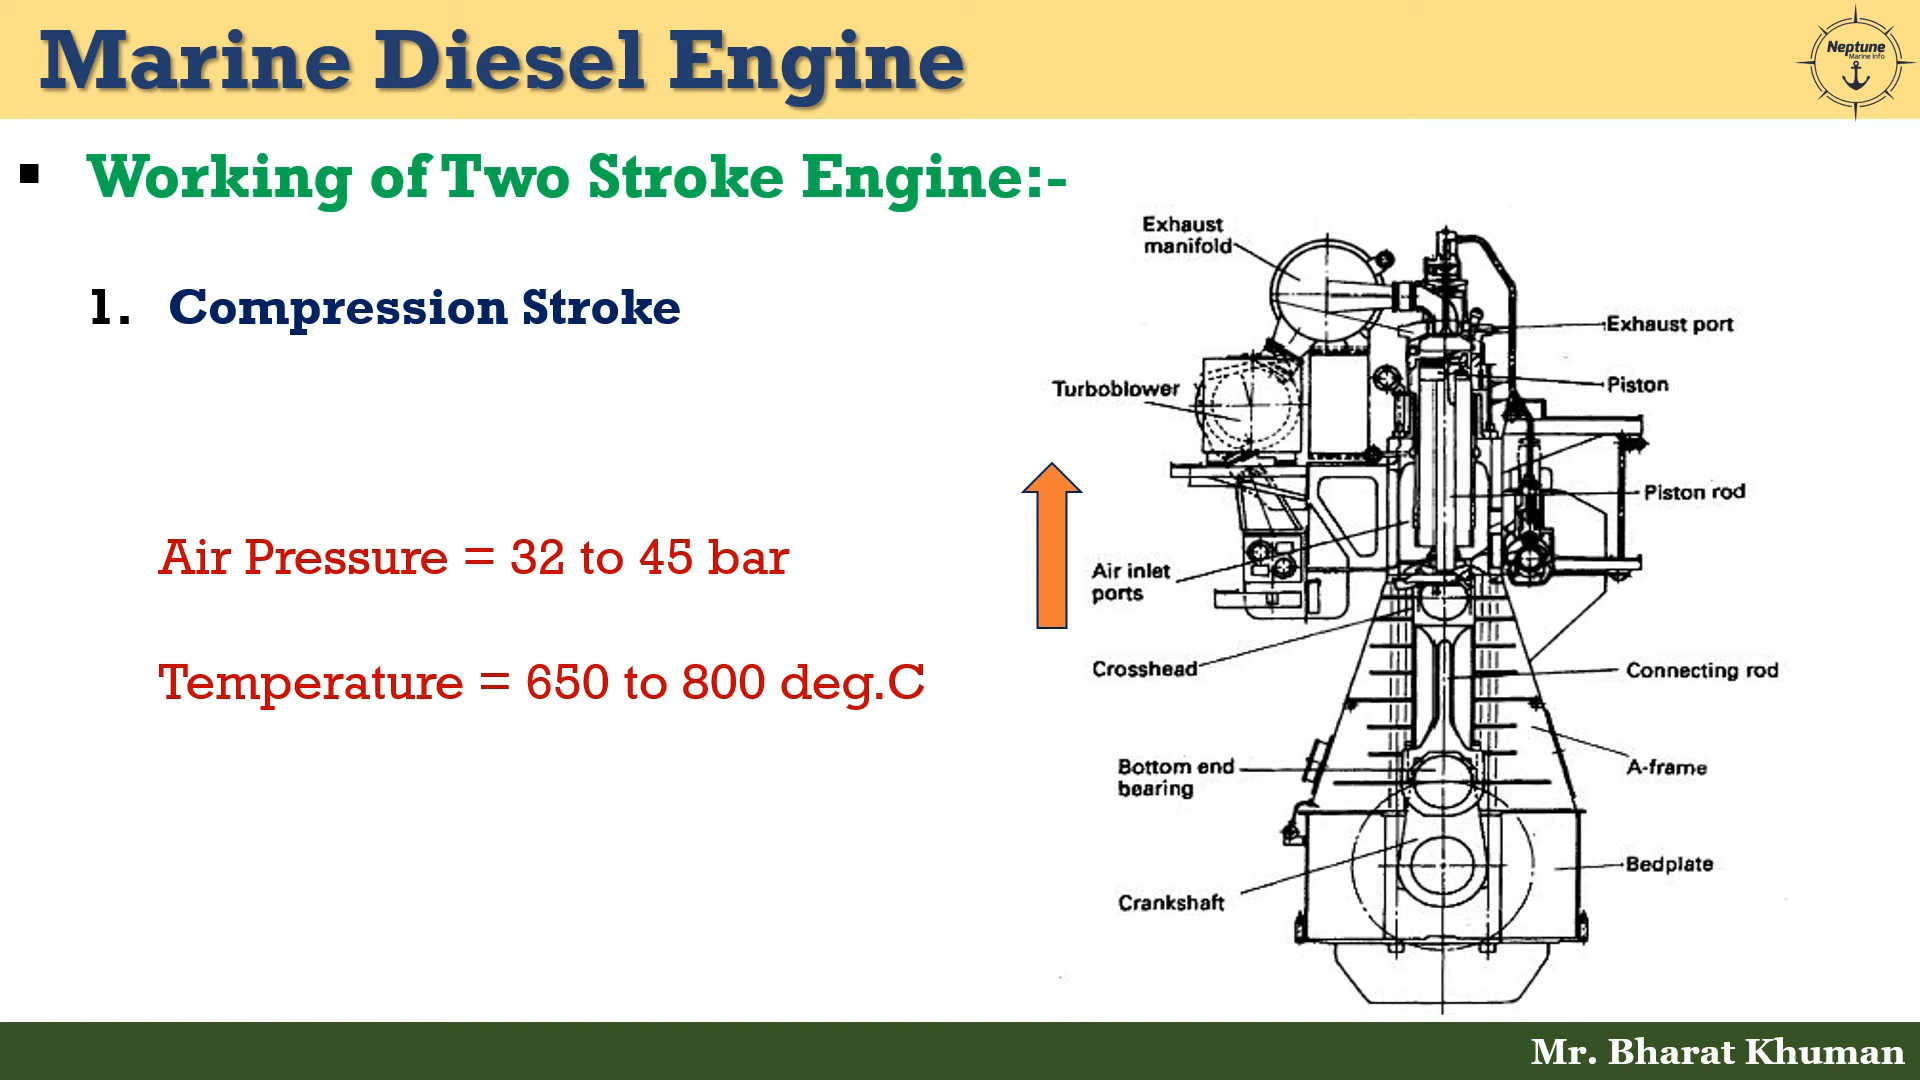 Marine Diesel Engine
Neptune
Marine Info
▪ Working of Two Stroke Engine:-
1. Compression Stroke
Air Pressure = 32 to 45 bar
Temperature = 650 to 800 deg.C
Exhaust
manifold
Exhaust port
Turboblower
Piston
Piston rod
Air inlet
ports
Crosshead
Connecting rod
Bottom end
bearing
A-frame
Bedplate
Crankshaft
Mr. Bharat Khuman